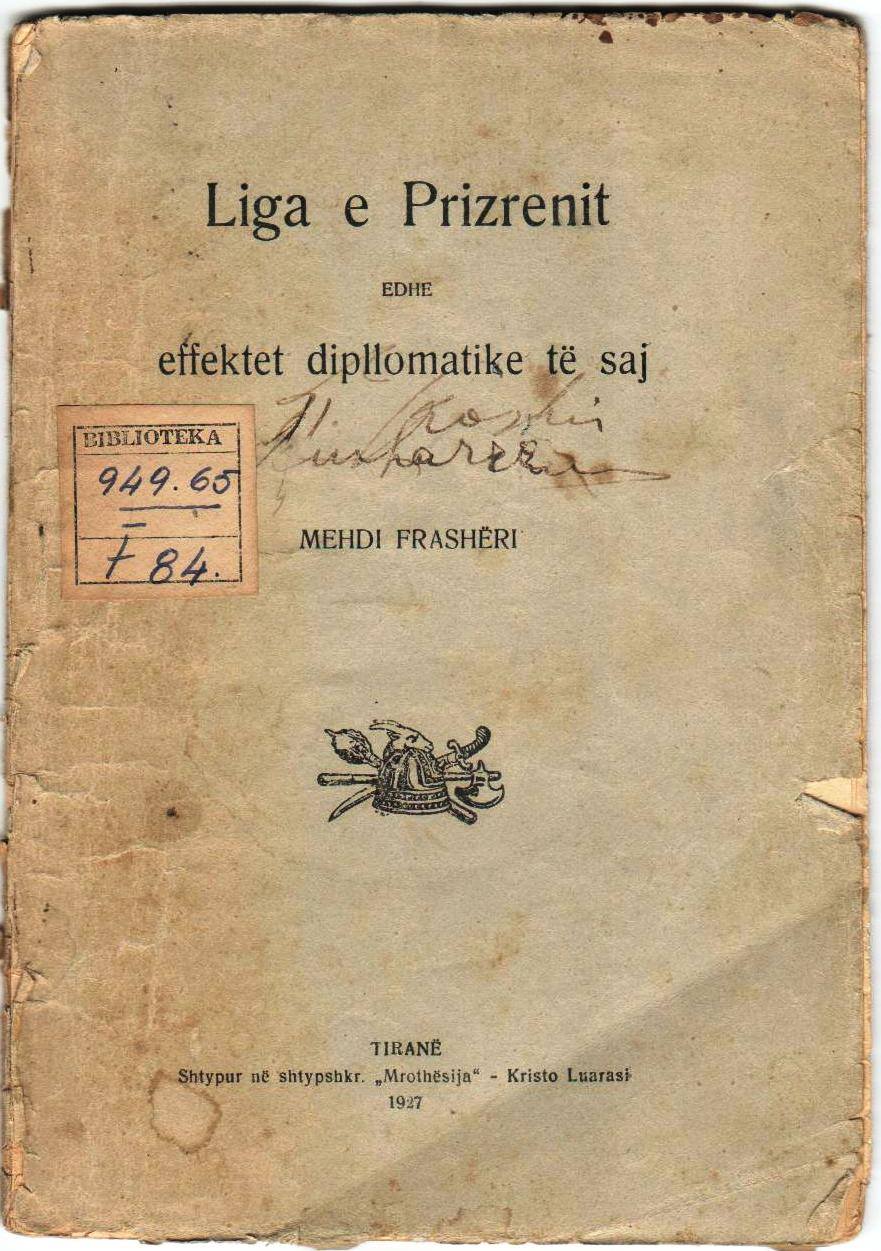 Liga e Prizrenit
EDHE
effektet dipllomatike të saj
BIBLIOTEKA
949.65
F 84.
MEHDI FRASHËRI
TIRANË
Shtypur në shtypshkr. „Mrothësija“ - Kristo Luarasi
1927